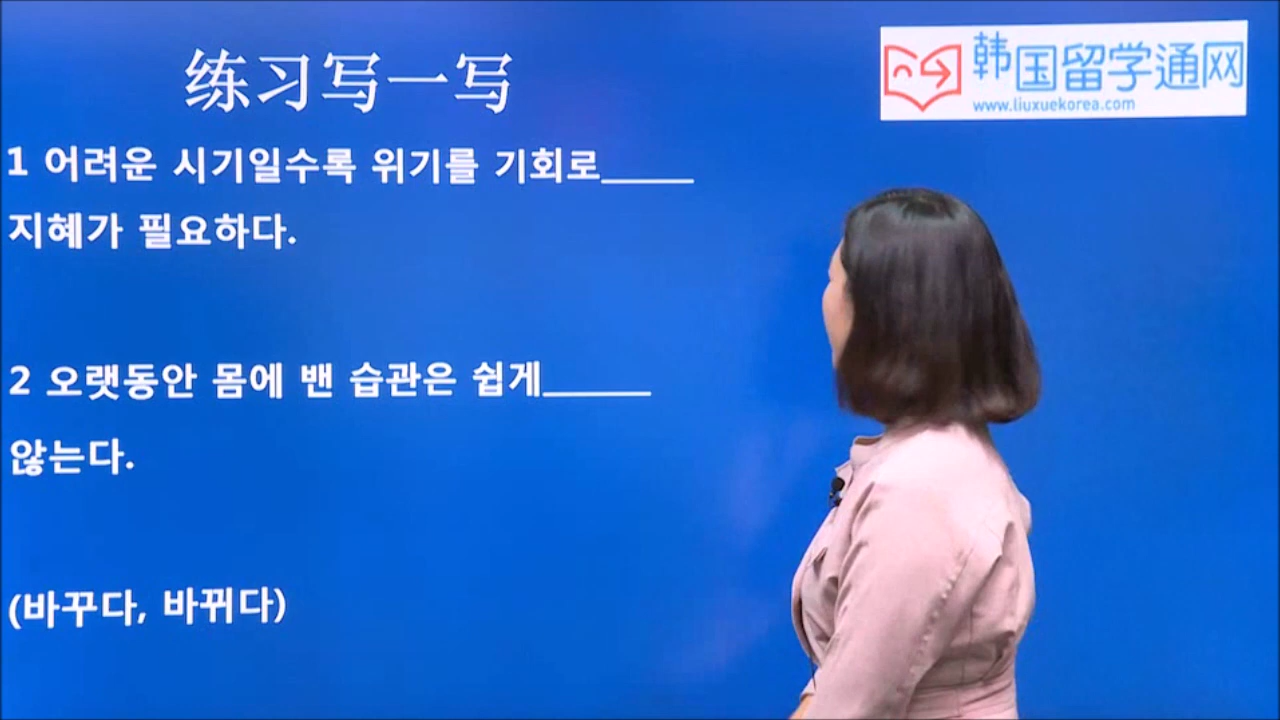 练习写一写
韩国留学通网
www.liuxuekorea.com
1 어려운 시기일수록 위기를 기회로_____
지혜가 필요하다.
2 오랫동안 몸에 밴 습관은 쉽게______
않는다.
(바꾸다, 바뀌다)